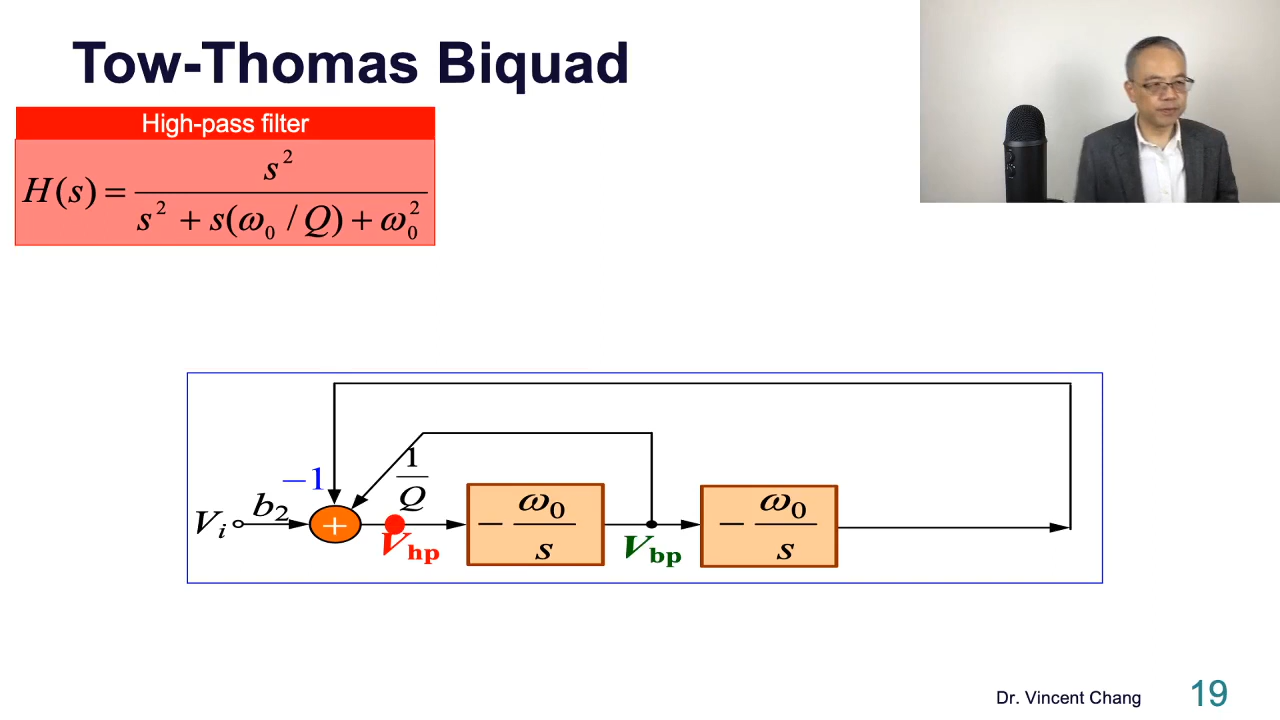 Tow-Thomas Biquad
High-pass filter
H(s) = s² / (s² + s(ω₀ / Q) + ω₀²)
−1
1/Q
Vᵢ
b₂
+
V_hp
− ω₀/s
V_bp
− ω₀/s
Dr. Vincent Chang
19